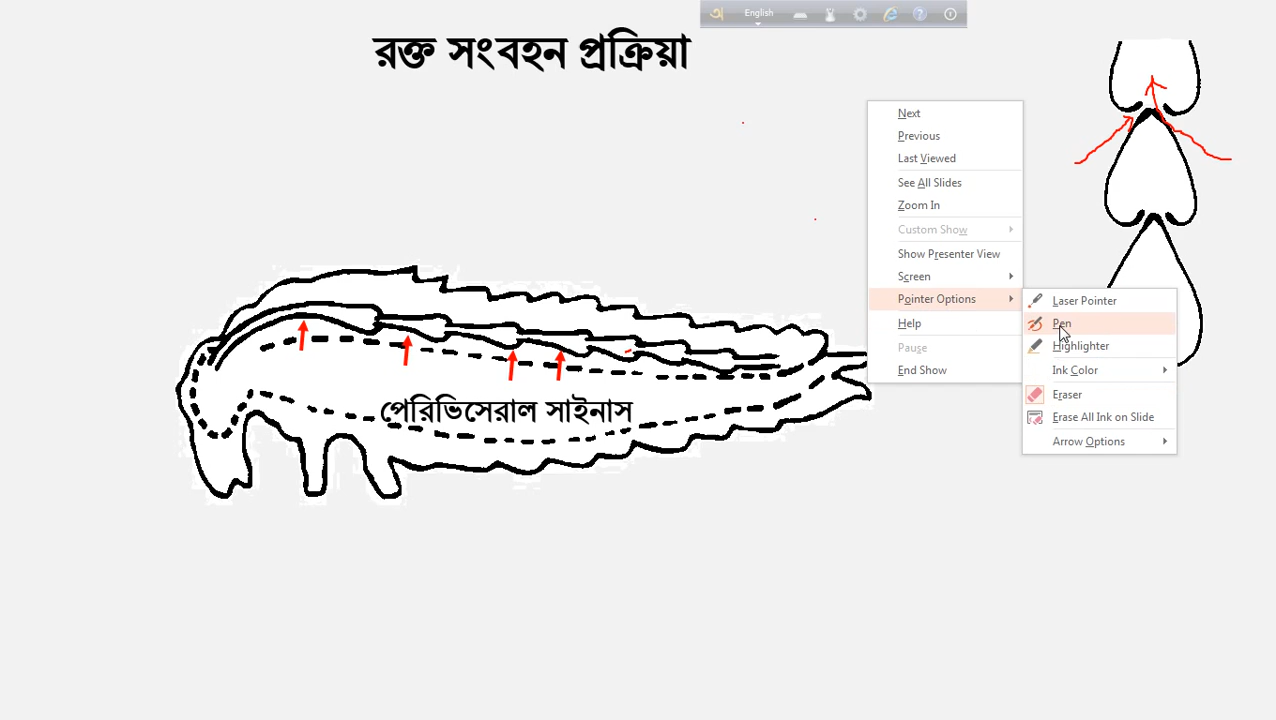 English
রক্ত সংবহন প্রক্রিয়া
Next
Previous
Last Viewed
See All Slides
Zoom In
Custom Show
Show Presenter View
Screen
Pointer Options
Help
Pause
End Show
Laser Pointer
Pen
Highlighter
Ink Color
Eraser
Erase All Ink on Slide
Arrow Options
পেরিভিসেরাল সাইনাস